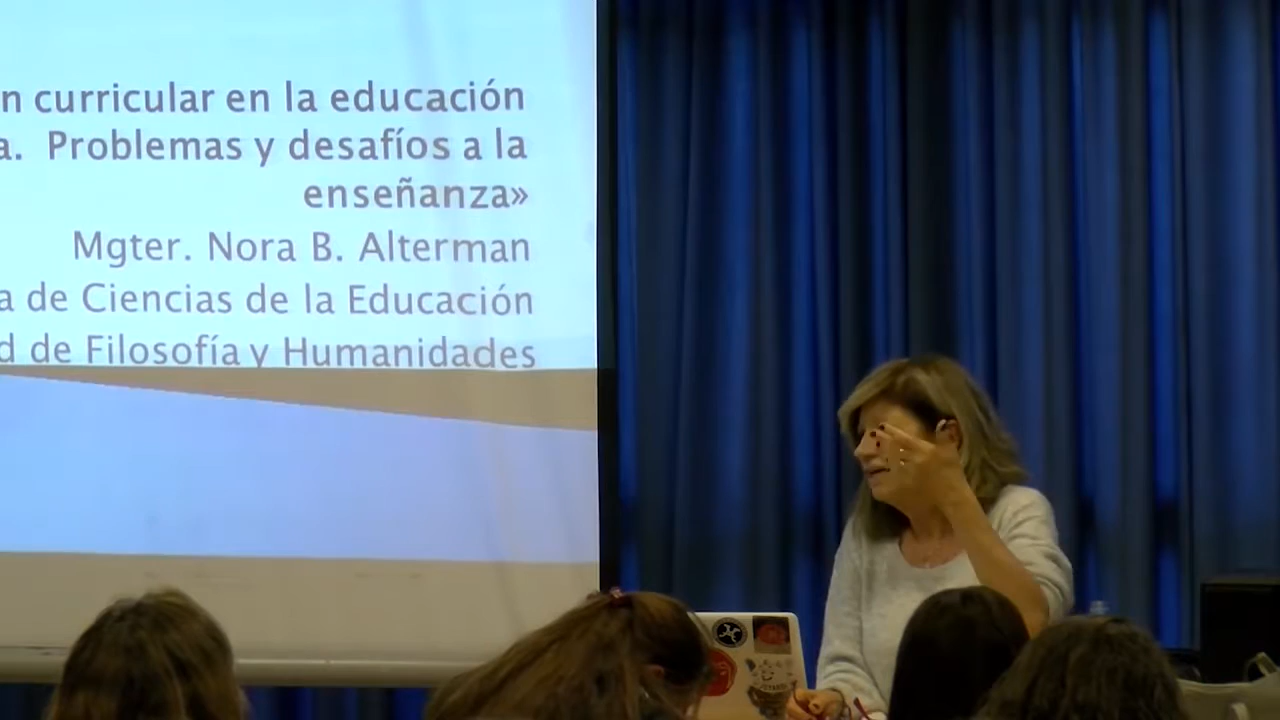 n curricular en la educación
a. Problemas y desafíos a la
enseñanza»
Mgter. Nora B. Alterman
a de Ciencias de la Educación
d de Filosofía y Humanidades